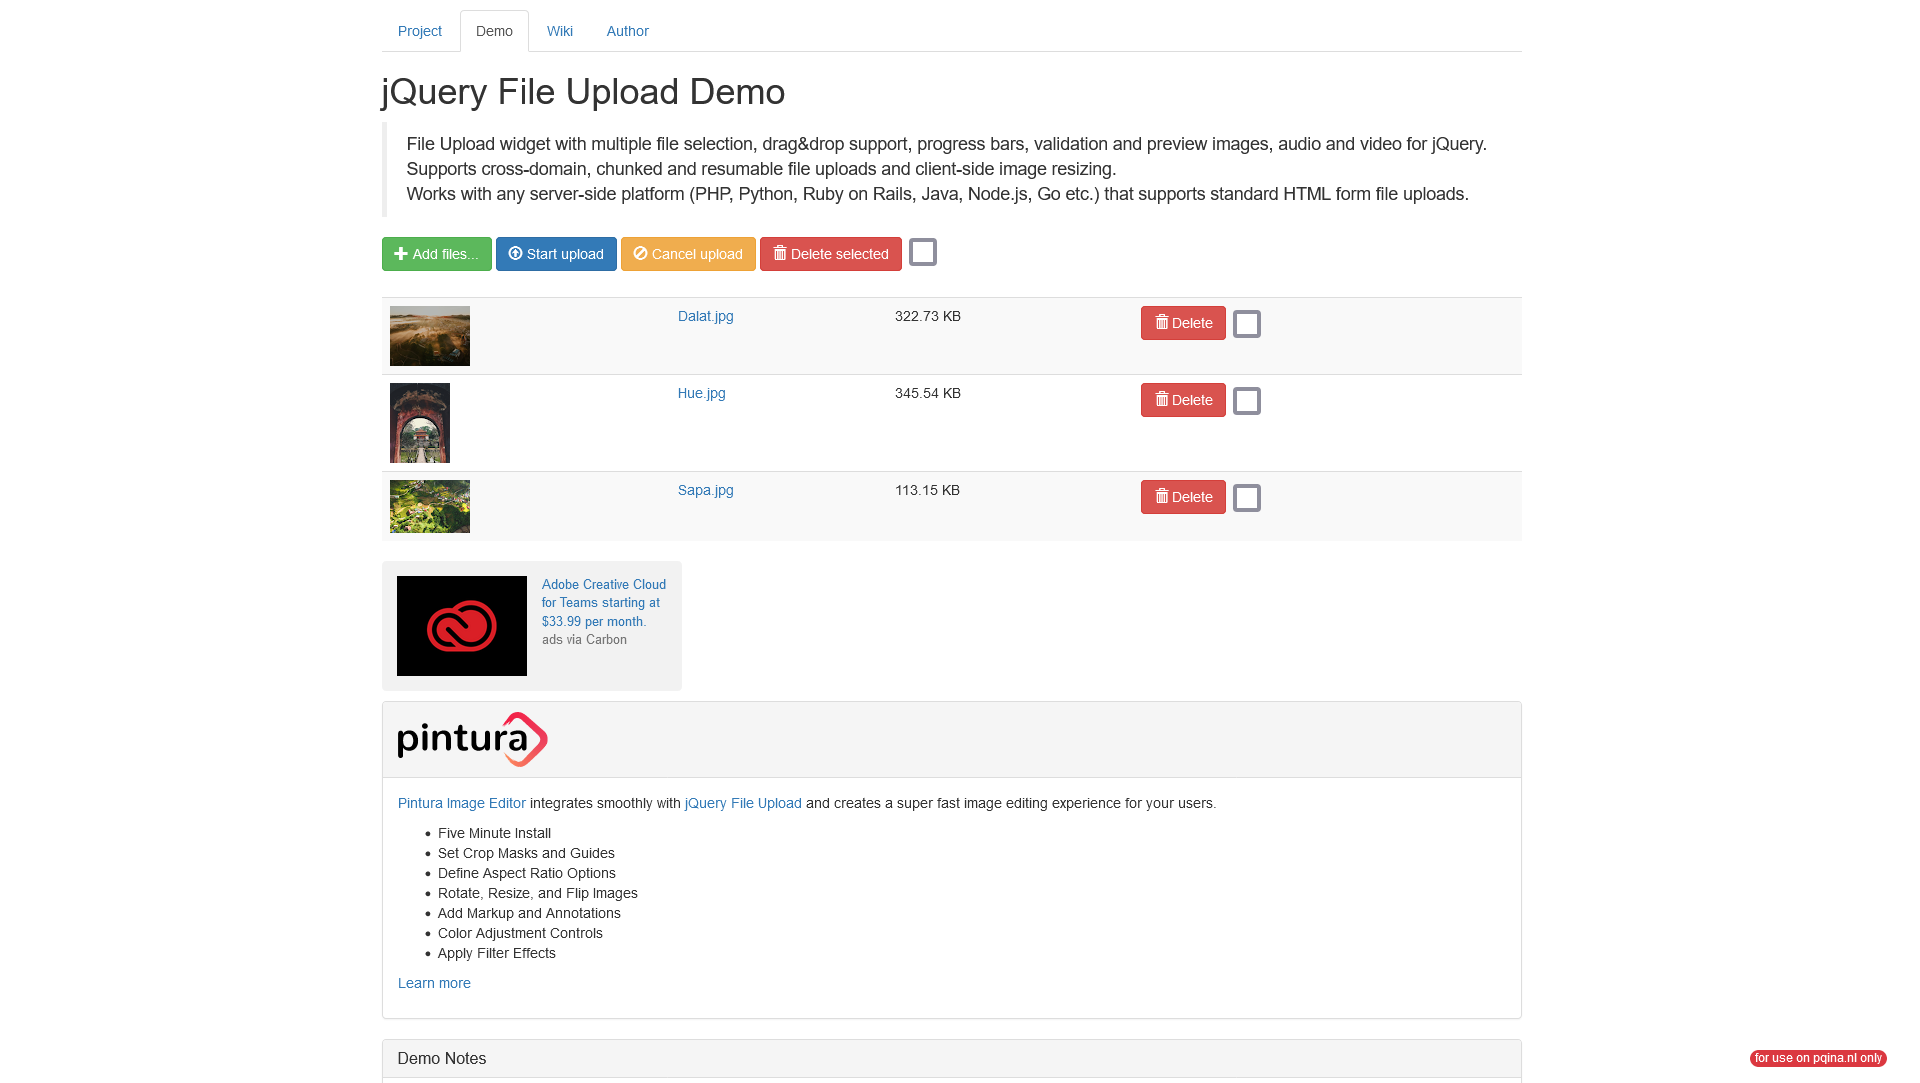 Project Demo Wiki Author
jQuery File Upload Demo
File Upload widget with multiple file selection, drag&drop support, progress bars, validation and preview images, audio and video for jQuery.
Supports cross-domain, chunked and resumable file uploads and client-side image resizing.
Works with any server-side platform (PHP, Python, Ruby on Rails, Java, Node.js, Go etc.) that supports standard HTML form file uploads.
Add files... Start upload Cancel upload Delete selected
Dalat.jpg 322.73 KB Delete
Hue.jpg 345.54 KB Delete
Sapa.jpg 113.15 KB Delete
Adobe Creative Cloud
for Teams starting at
$33.99 per month.
ads via Carbon
pintura
Pintura Image Editor integrates smoothly with jQuery File Upload and creates a super fast image editing experience for your users.
Five Minute Install
Set Crop Masks and Guides
Define Aspect Ratio Options
Rotate, Resize, and Flip Images
Add Markup and Annotations
Color Adjustment Controls
Apply Filter Effects
Learn more
Demo Notes
for use on pqina.nl only